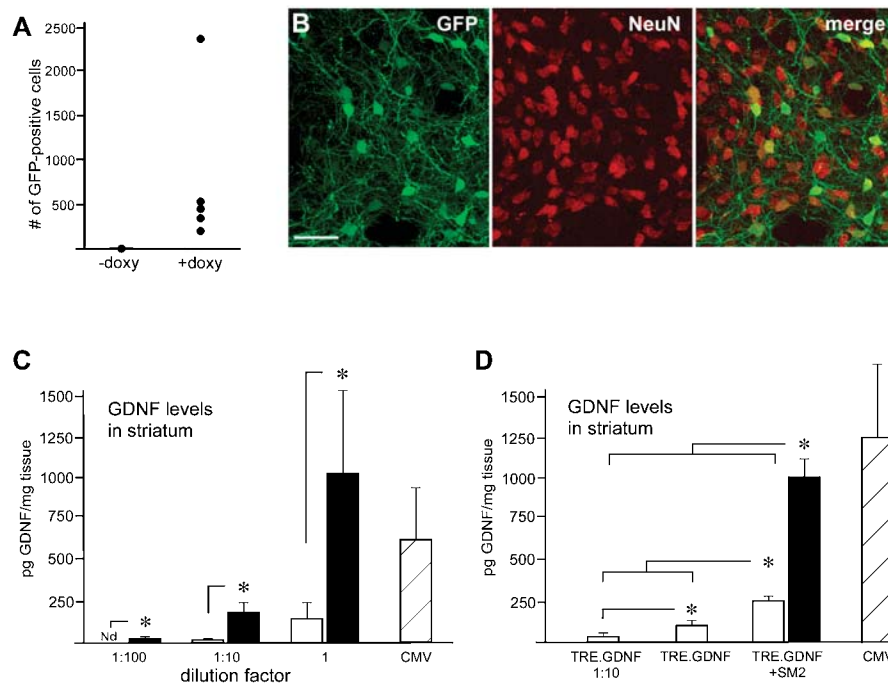 A
# of GFP-positive cells
2500
2000
1500
1000
500
-doxy
+doxy
B
GFP
NeuN
merge
C
GDNF levels
in striatum
pg GDNF/mg tissue
1500
1250
1000
750
500
250
Nd
*
*
*
1:100
1:10
1
CMV
dilution factor
D
GDNF levels
in striatum
pg GDNF/mg tissue
1500
1250
1000
750
500
250
*
*
*
TRE.GDNF
1:10
TRE.GDNF
TRE.GDNF
+SM2
CMV